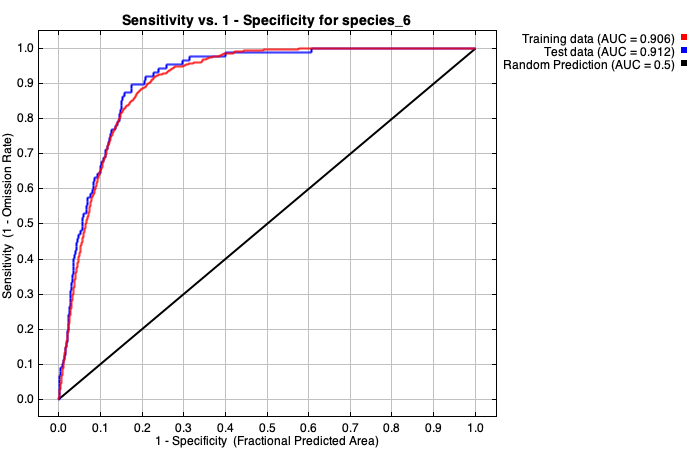 Sensitivity vs. 1 - Specificity for species_6
Training data (AUC = 0.906)
Test data (AUC = 0.912)
Random Prediction (AUC = 0.5)
Sensitivity (1 - Omission Rate)
1.0
0.9
0.8
0.7
0.6
0.5
0.4
0.3
0.2
0.1
0.0
0.0 0.1 0.2 0.3 0.4 0.5 0.6 0.7 0.8 0.9 1.0
1 - Specificity (Fractional Predicted Area)